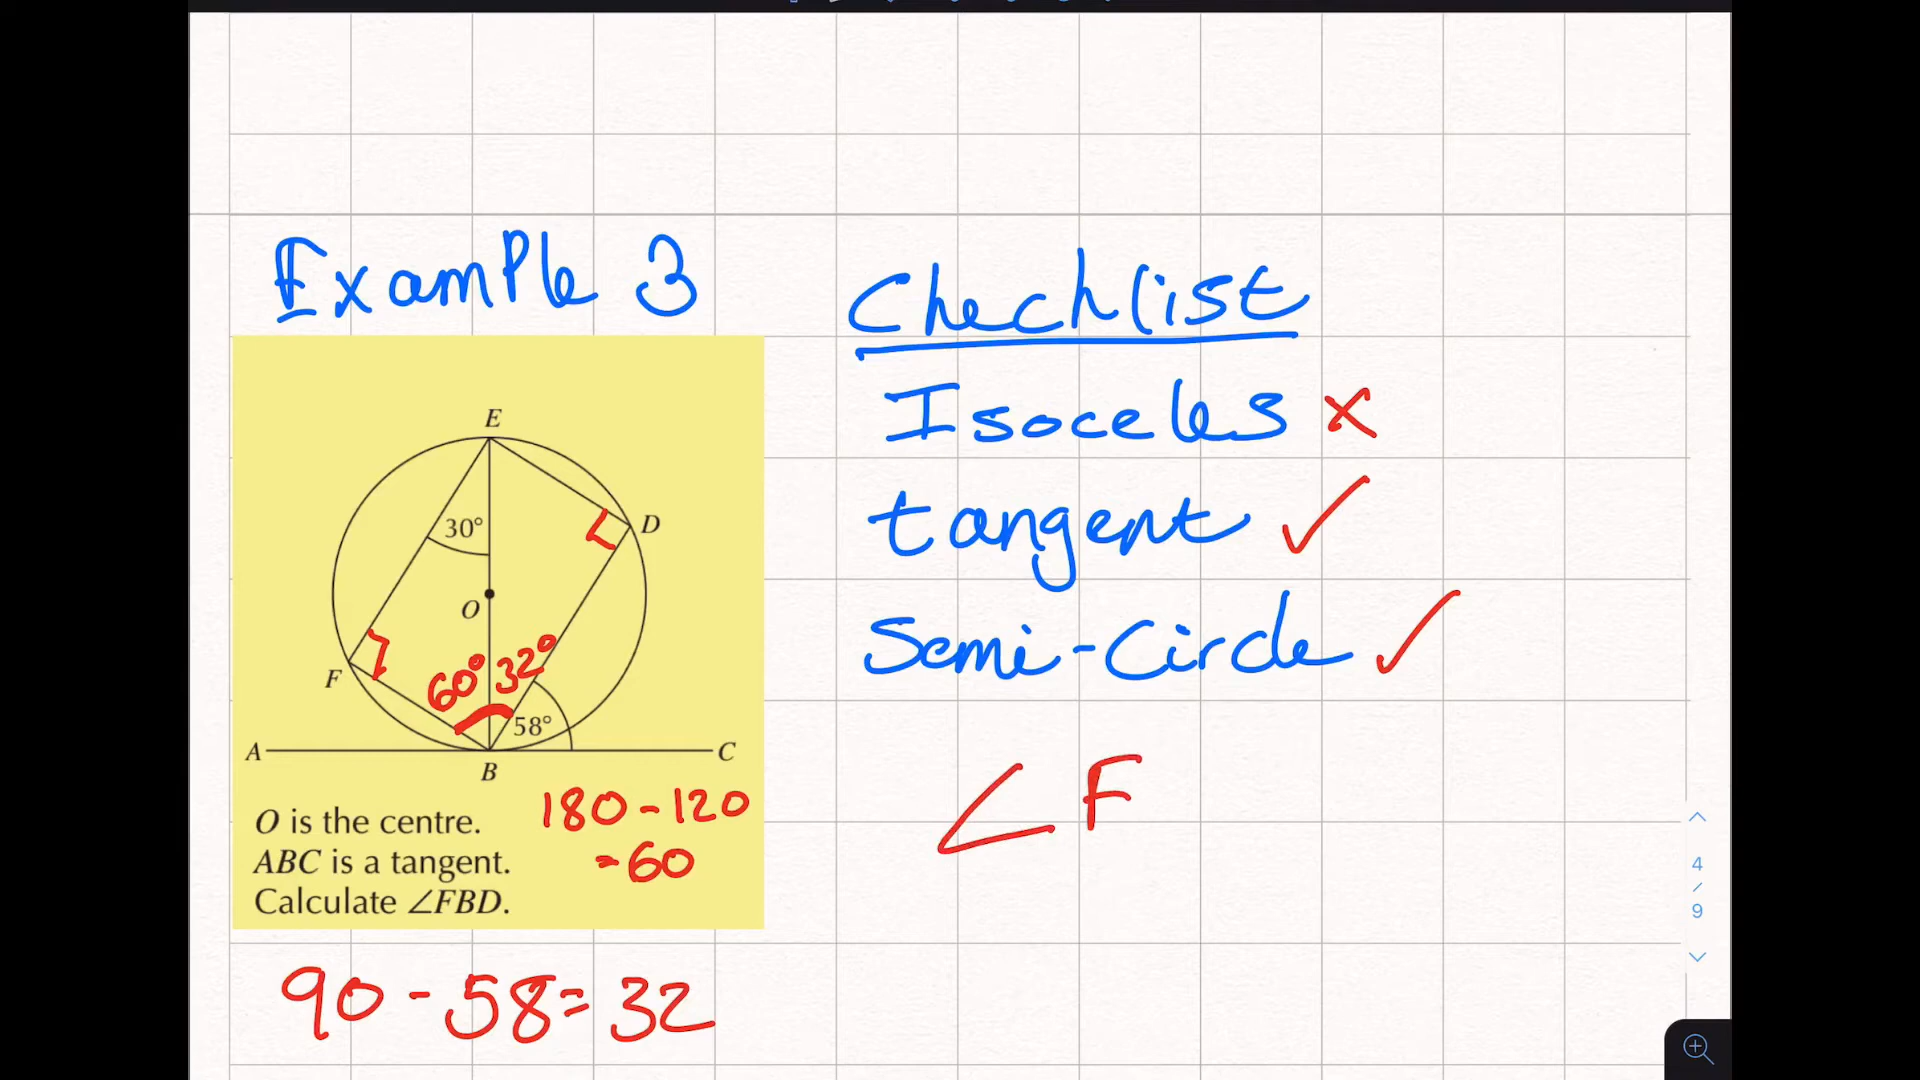 Example 3
Chechlist
Isoceles ×
tangent ✓
Semi-Circle ✓
E
30°
D
O
F
60° 32°
58°
A
C
B
O is the centre.
ABC is a tangent.
Calculate ∠FBD.
180 - 120
= 60
∠F
90 - 58 = 32
4
/
9